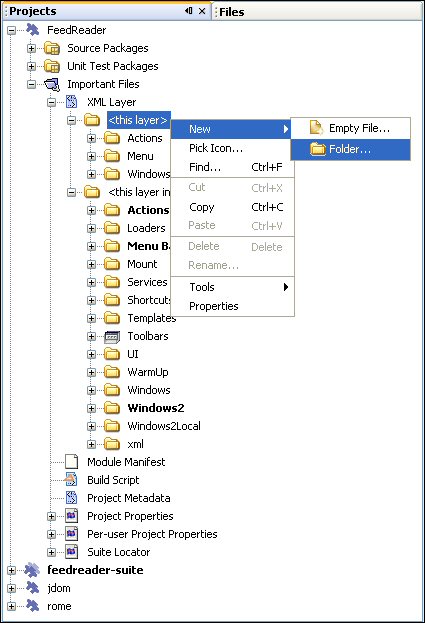 Projects
Files
FeedReader
Source Packages
Unit Test Packages
Important Files
XML Layer
<this layer>
Actions
Menu
Windows
<this layer in
Actions
Loaders
Menu Ba
Mount
Services
Shortcuts
Templates
Toolbars
UI
WarmUp
Windows
Windows2
Windows2Local
xml
Module Manifest
Build Script
Project Metadata
Project Properties
Per-user Project Properties
Suite Locator
feedreader-suite
jdom
rome
New
Pick Icon...
Find... Ctrl+F
Cut Ctrl+X
Copy Ctrl+C
Paste Ctrl+V
Delete Delete
Rename...
Tools
Properties
Empty File...
Folder...